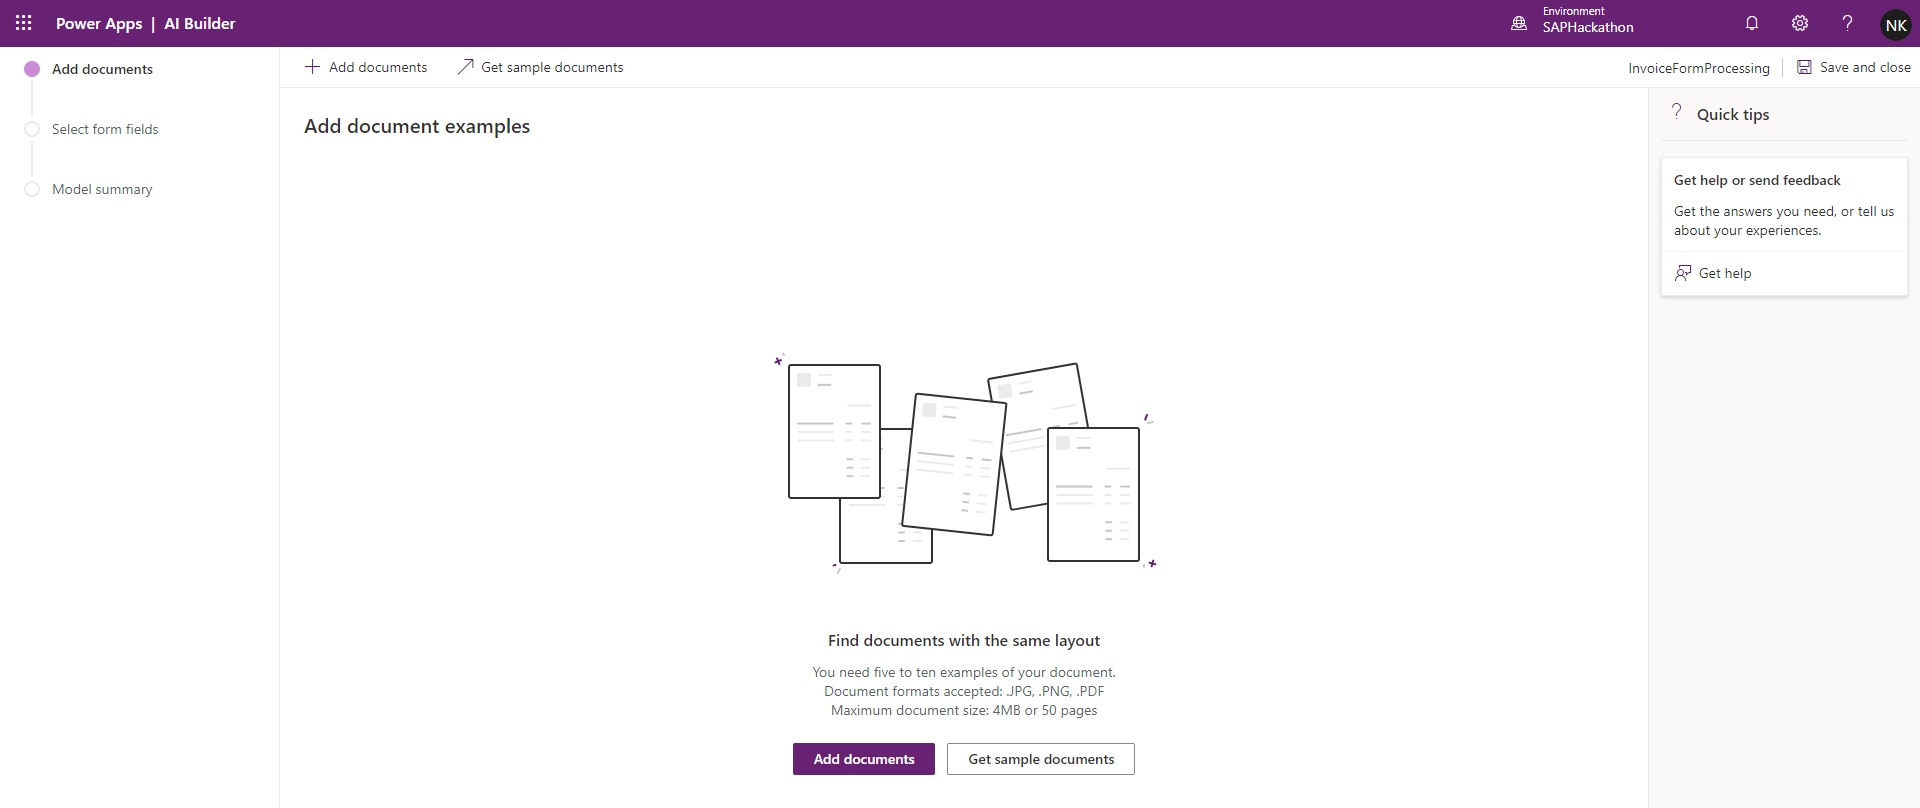 Power Apps | AI Builder
Environment
SAPHackathon
?
NK
Add documents
Select form fields
Model summary
Add documents
Get sample documents
InvoiceFormProcessing
Save and close
Add document examples
? Quick tips
Get help or send feedback
Get the answers you need, or tell us
about your experiences.
Get help
Find documents with the same layout
You need five to ten examples of your document.
Document formats accepted: .JPG, .PNG, .PDF
Maximum document size: 4MB or 50 pages
Add documents
Get sample documents